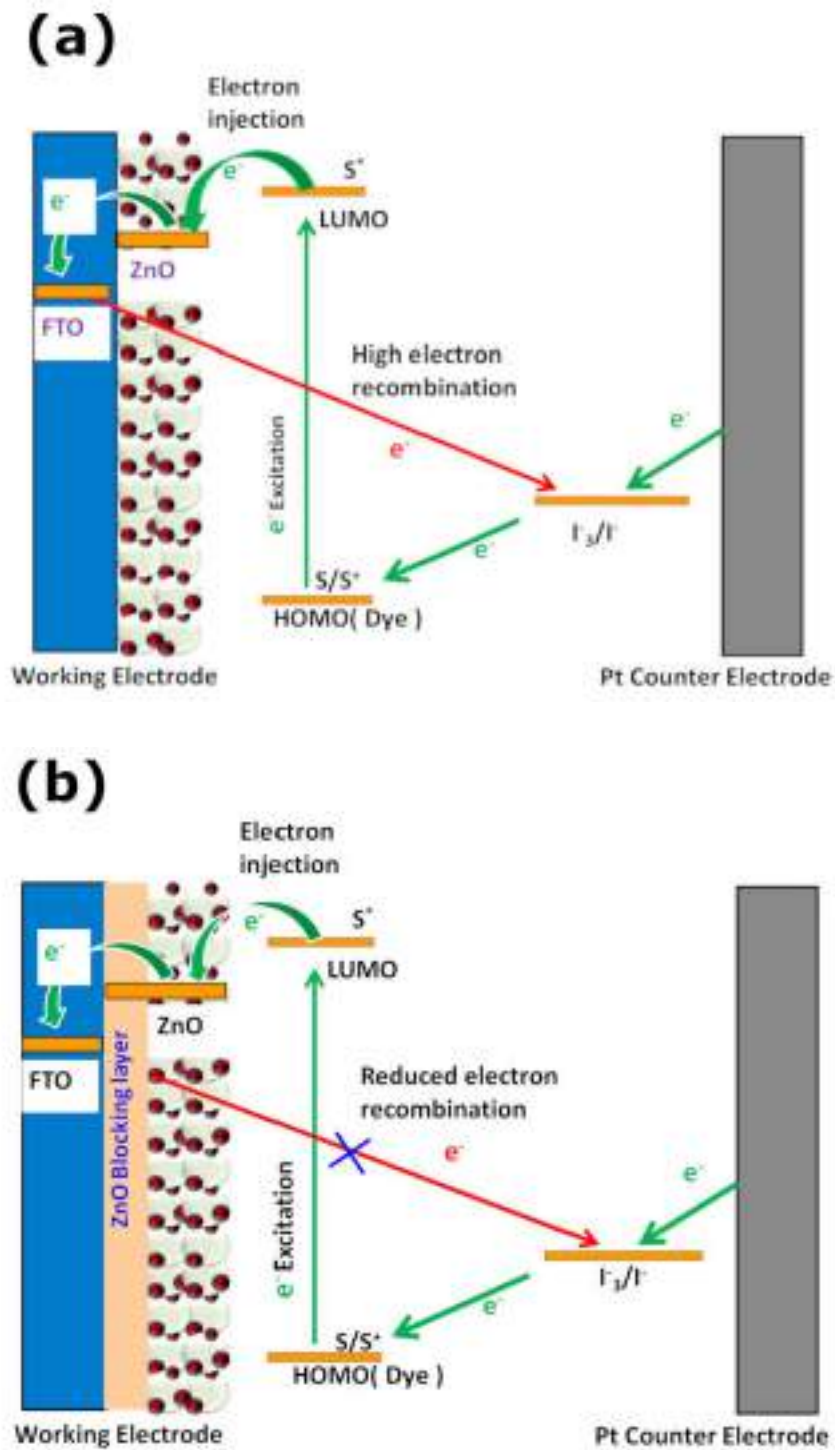 (a)
Electron
injection
e⁻
e⁻
S*
LUMO
ZnO
FTO
High electron
recombination
e⁻
e⁻
e⁻ Excitation
I⁻₃/I⁻
e⁻
S/S⁺
HOMO( Dye )
Working Electrode
Pt Counter Electrode
(b)
Electron
injection
e⁻
e⁻
S*
LUMO
ZnO
FTO
ZnO Blocking layer
Reduced electron
recombination
e⁻
e⁻
e⁻ Excitation
I⁻₃/I⁻
e⁻
S/S⁺
HOMO( Dye )
Working Electrode
Pt Counter Electrode